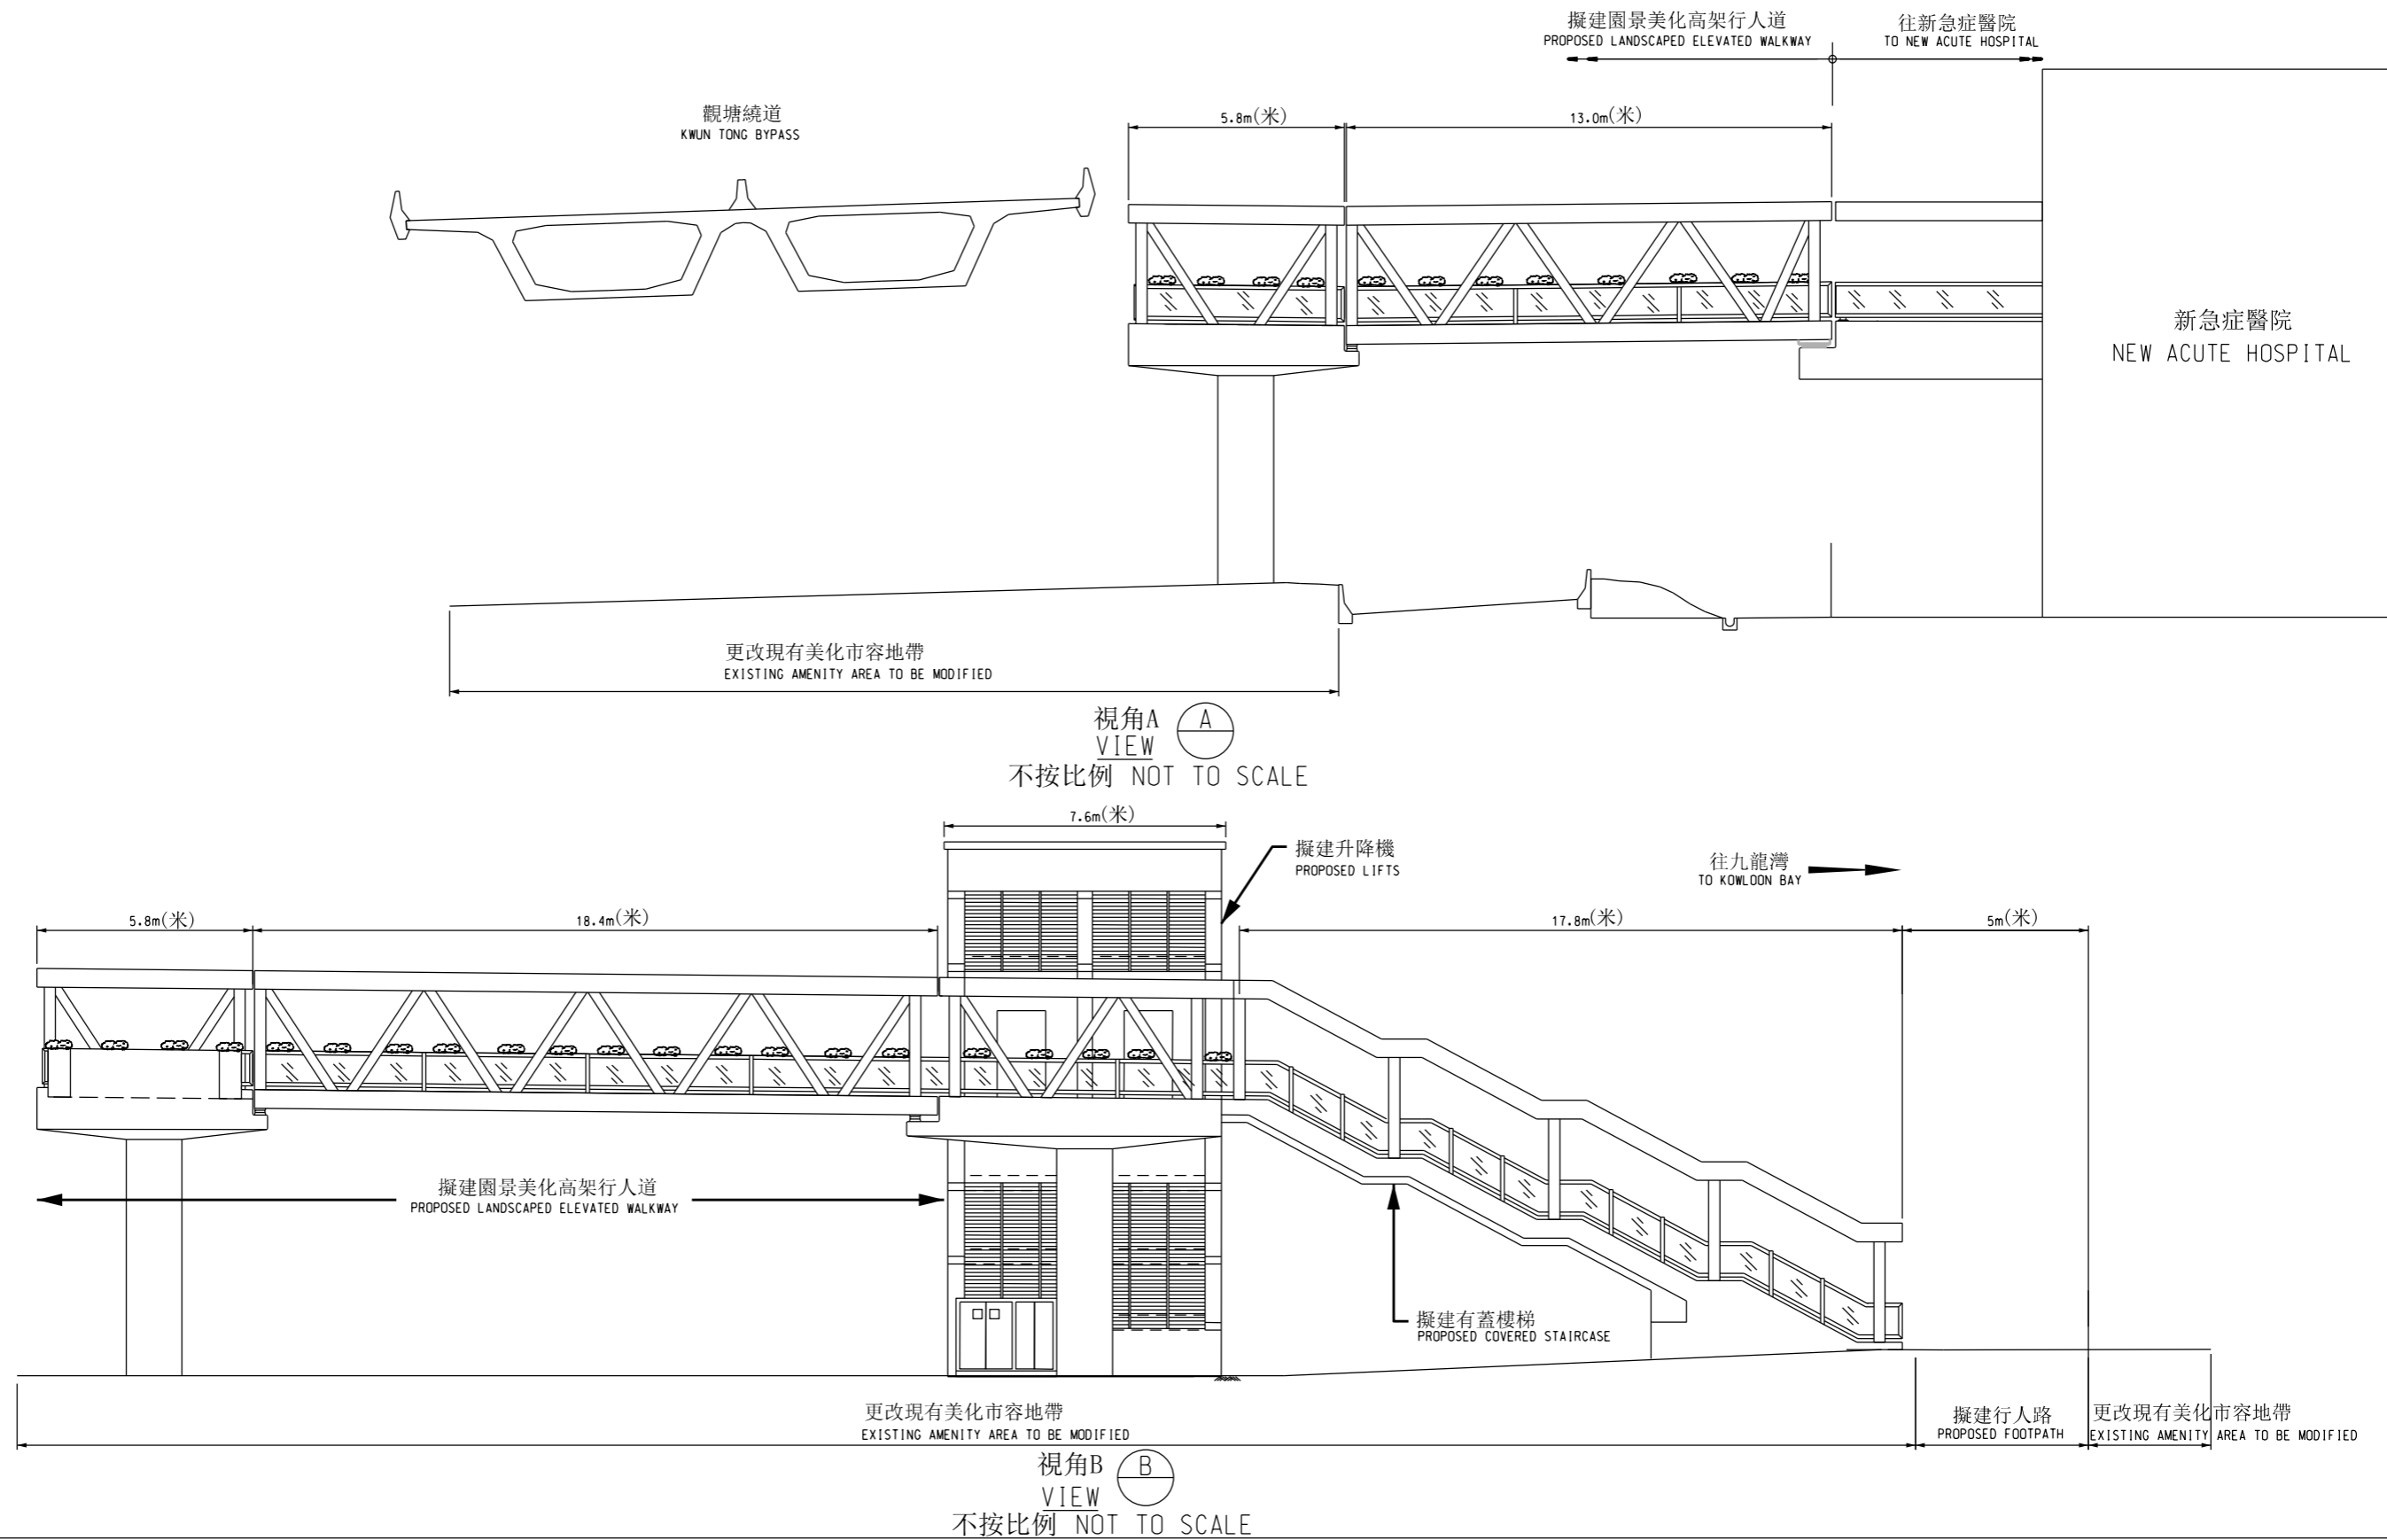 擬建園景美化高架行人道
PROPOSED LANDSCAPED ELEVATED WALKWAY
往新急症醫院
TO NEW ACUTE HOSPITAL
觀塘繞道
KWUN TONG BYPASS
5.8m(米)
13.0m(米)
新急症醫院
NEW ACUTE HOSPITAL
更改現有美化市容地帶
EXISTING AMENITY AREA TO BE MODIFIED
視角A
VIEW
A
不按比例 NOT TO SCALE
7.6m(米)
擬建升降機
PROPOSED LIFTS
往九龍灣
TO KOWLOON BAY
5.8m(米)
18.4m(米)
17.8m(米)
5m(米)
擬建園景美化高架行人道
PROPOSED LANDSCAPED ELEVATED WALKWAY
擬建有蓋樓梯
PROPOSED COVERED STAIRCASE
更改現有美化市容地帶
EXISTING AMENITY AREA TO BE MODIFIED
擬建行人路
PROPOSED FOOTPATH
更改現有美化市容地帶
EXISTING AMENITY AREA TO BE MODIFIED
視角B
VIEW
B
不按比例 NOT TO SCALE